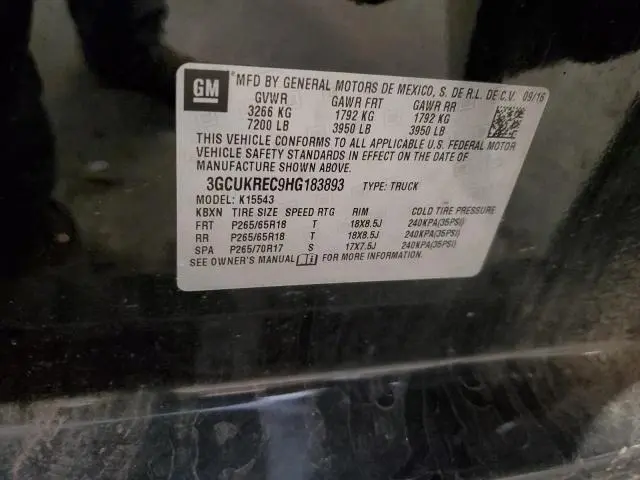 GM MFD BY GENERAL MOTORS DE MEXICO, S. DE R.L. DE C.V. 09/16
GVWR GAWR FRT GAWR RR
3266 KG 1792 KG 1792 KG
7200 LB 3950 LB 3950 LB
THIS VEHICLE CONFORMS TO ALL APPLICABLE U.S. FEDERAL MOTOR
VEHICLE SAFETY STANDARDS IN EFFECT ON THE DATE OF
MANUFACTURE SHOWN ABOVE.
3GCUKREC9HG183893 TYPE: TRUCK
MODEL: K15543
KBXN TIRE SIZE SPEED RTG RIM COLD TIRE PRESSURE
FRT P265/65R18 T 18X8.5J 240KPA(35PSI)
RR P265/65R18 T 18X8.5J 240KPA(35PSI)
SPA P265/70R17 S 17X7.5J 240KPA(35PSI)
SEE OWNER'S MANUAL FOR MORE INFORMATION.